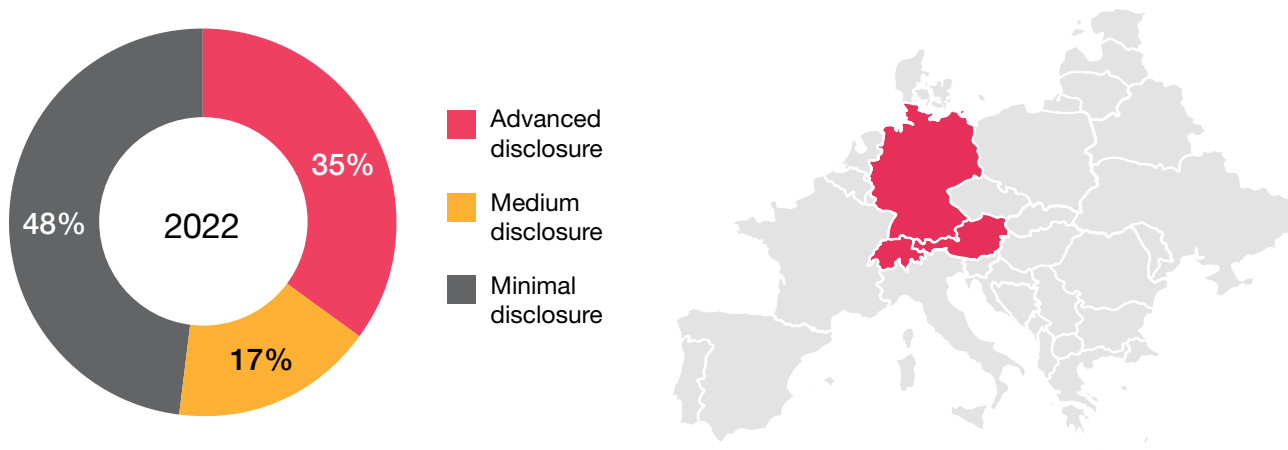 35%
48%
2022
17%
Advanced
disclosure
Medium
disclosure
Minimal
disclosure